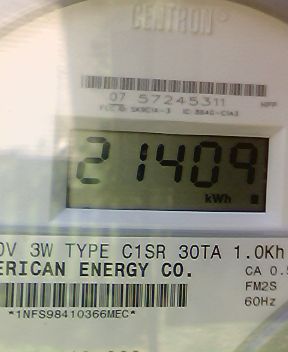 CENTRON
07 57245311
21409
kWh
0V 3W TYPE C1SR 30TA 1.0Kh
ERICAN ENERGY CO.
CA 0.5
FM2S
60Hz
*1NFS98410366MEC*